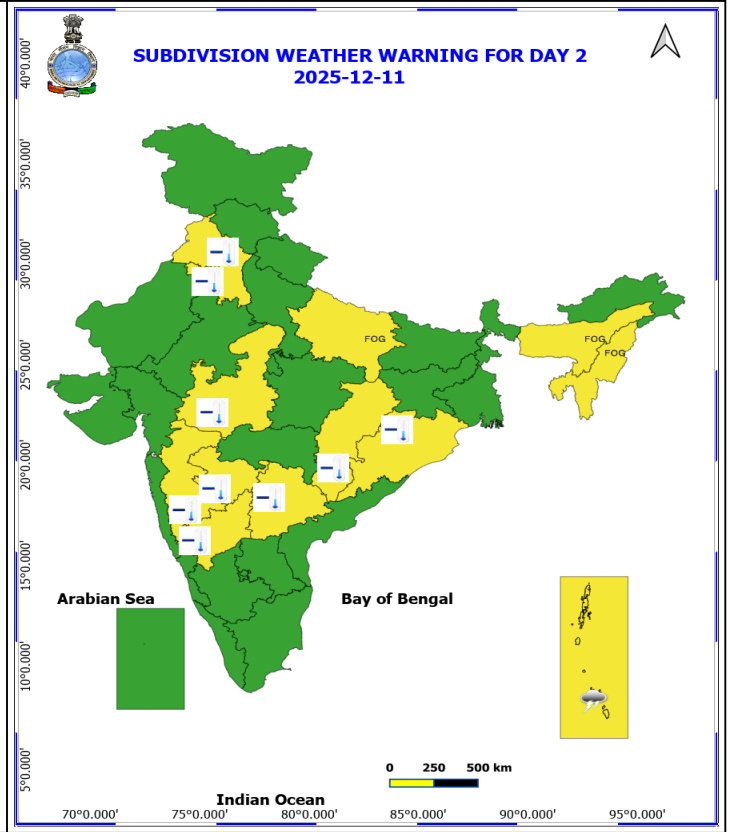 SUBDIVISION WEATHER WARNING FOR DAY 2
2025-12-11
40°0.000'
35°0.000'
30°0.000'
25°0.000'
20°0.000'
15°0.000'
10°0.000'
5°0.000'
FOG
FOG
FOG
Arabian Sea
Bay of Bengal
0 250 500 km
Indian Ocean
70°0.000' 75°0.000' 80°0.000' 85°0.000' 90°0.000' 95°0.000'